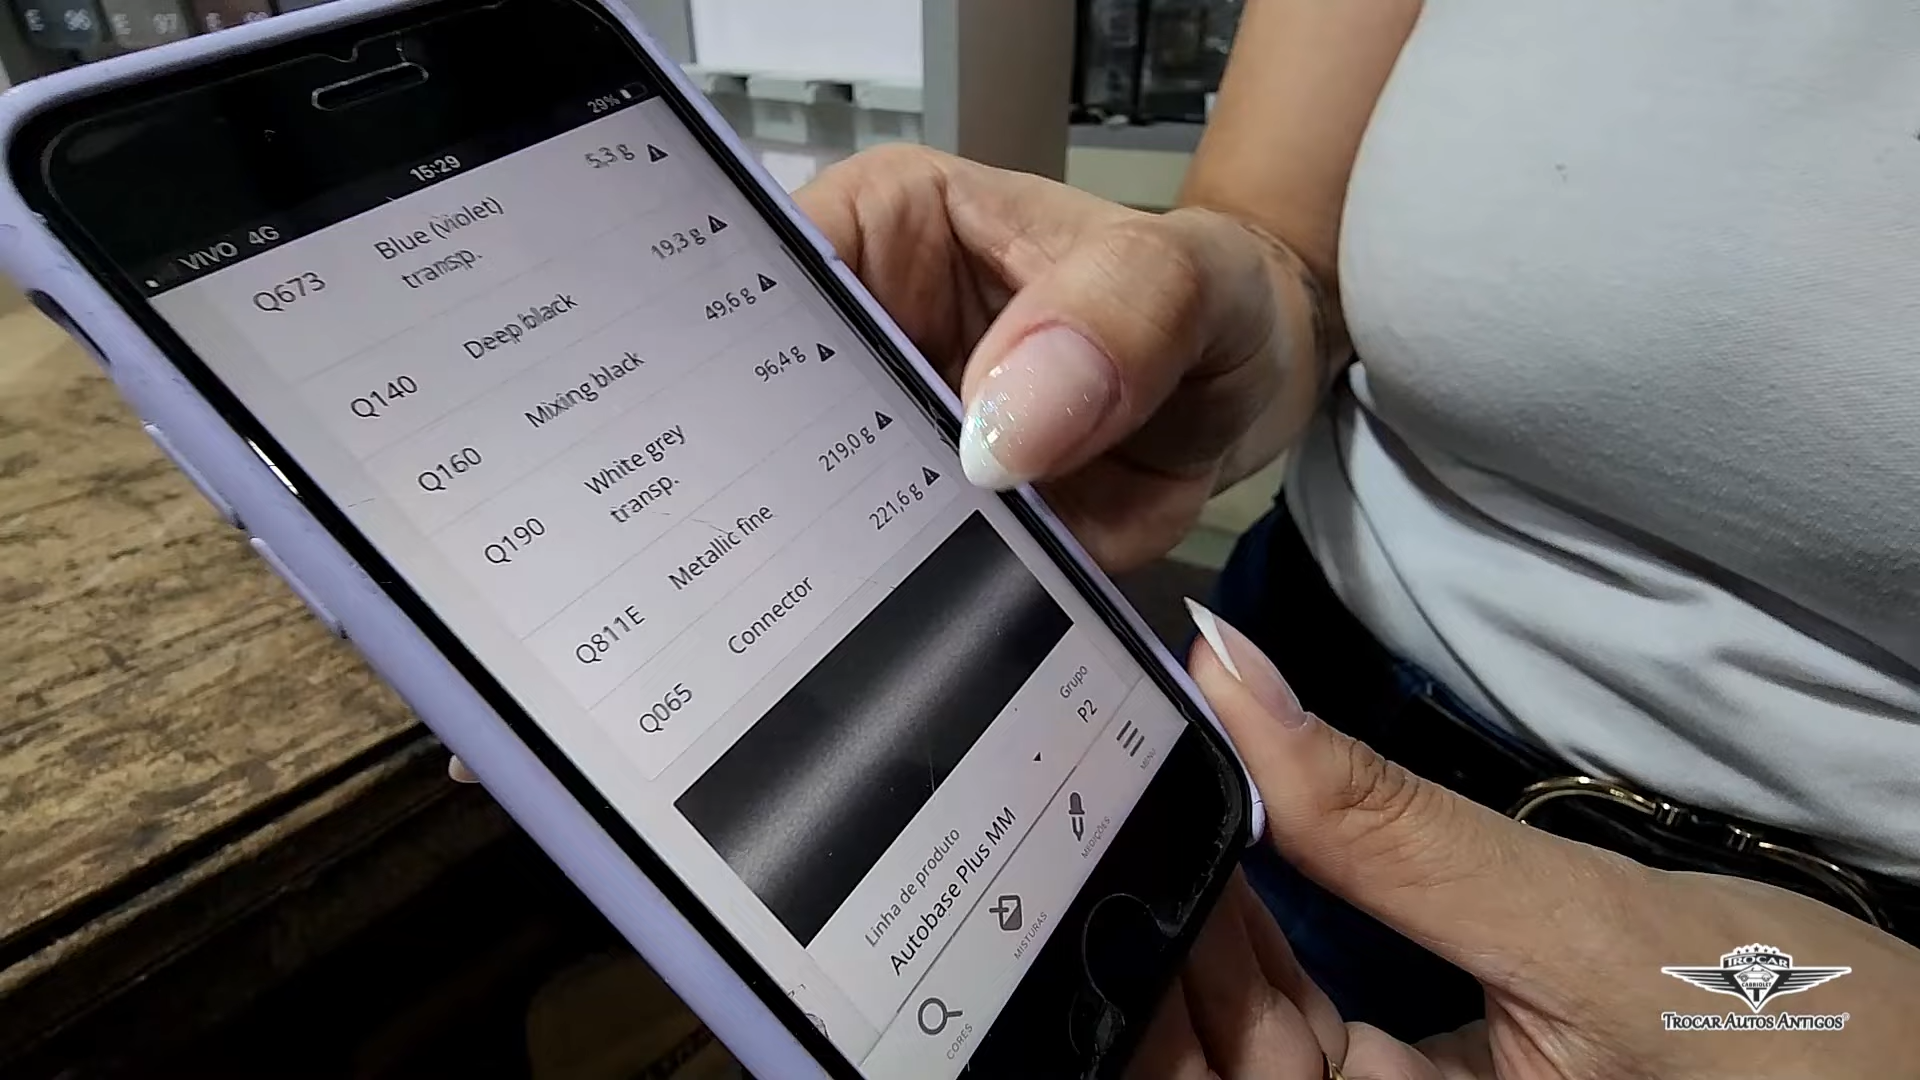 E 96 E 97
VIVO 4G 15:29 29%
Q673 Blue (violet) transp. 5,3 g
Q140 Deep black 19,3 g
Q160 Mixing black 49,6 g
Q190 White grey transp. 96,4 g
Q811E Metallic fine 219,0 g
Q065 Connector 221,6 g
Linha de produto
Autobase Plus MM
Grupo
P2
CORES
MISTURAS
MEDIÇÕES
MENU
TROCAR
CABRIOLET
TROCAR AUTOS ANTIGOS